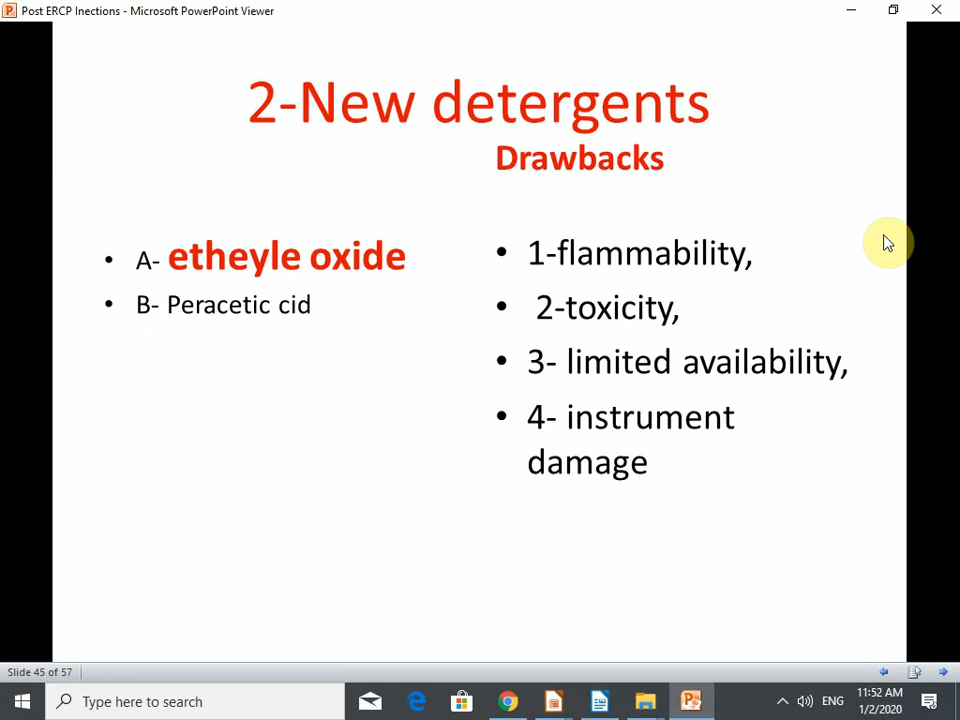 Post ERCP Inections - Microsoft PowerPoint Viewer
2-New detergents
Drawbacks
• A- etheyle oxide
• B- Peracetic cid
• 1-flammability,
• 2-toxicity,
• 3- limited availability,
• 4- instrument
damage
Slide 45 of 57
Type here to search
ENG
11:52 AM
1/2/2020